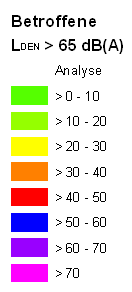 Betroffene
LDEN > 65 dB(A)
Analyse
> 0 - 10
> 10 - 20
> 20 - 30
> 30 - 40
> 40 - 50
> 50 - 60
> 60 - 70
> 70